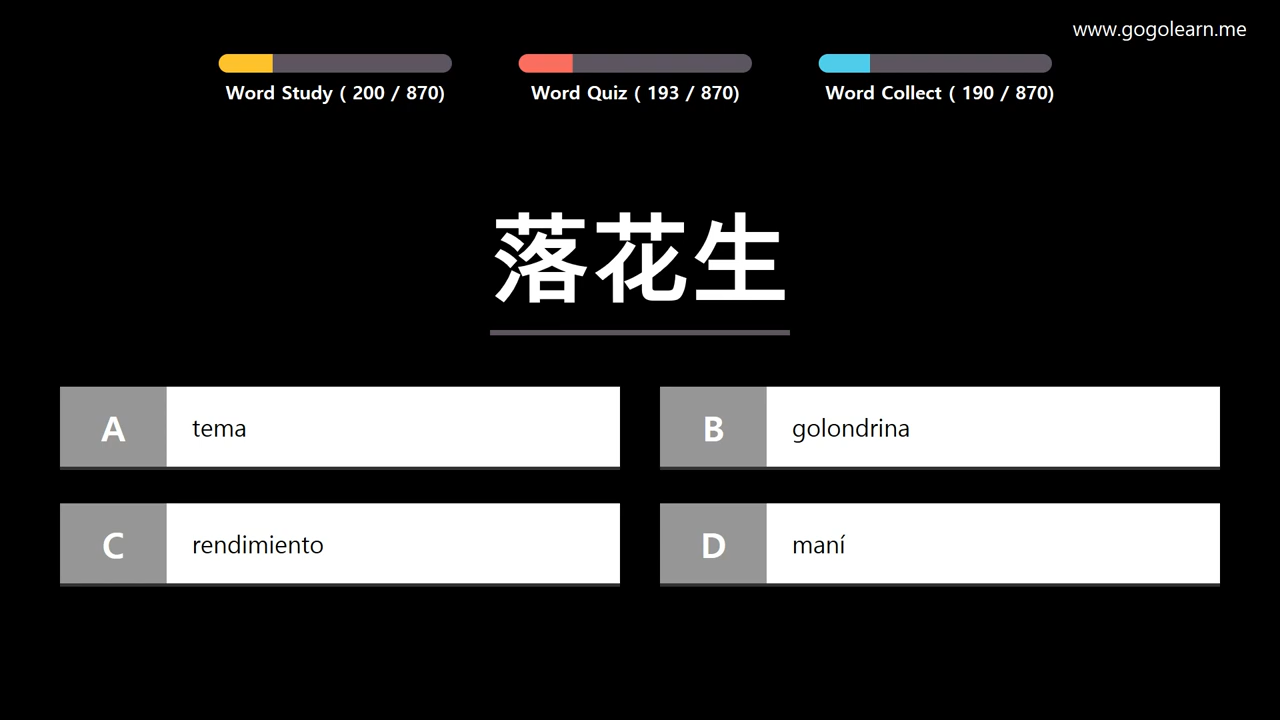 www.gogolearn.me
Word Study ( 200 / 870)
Word Quiz ( 193 / 870)
Word Collect ( 190 / 870)
落花生
A tema
B golondrina
C rendimiento
D maní